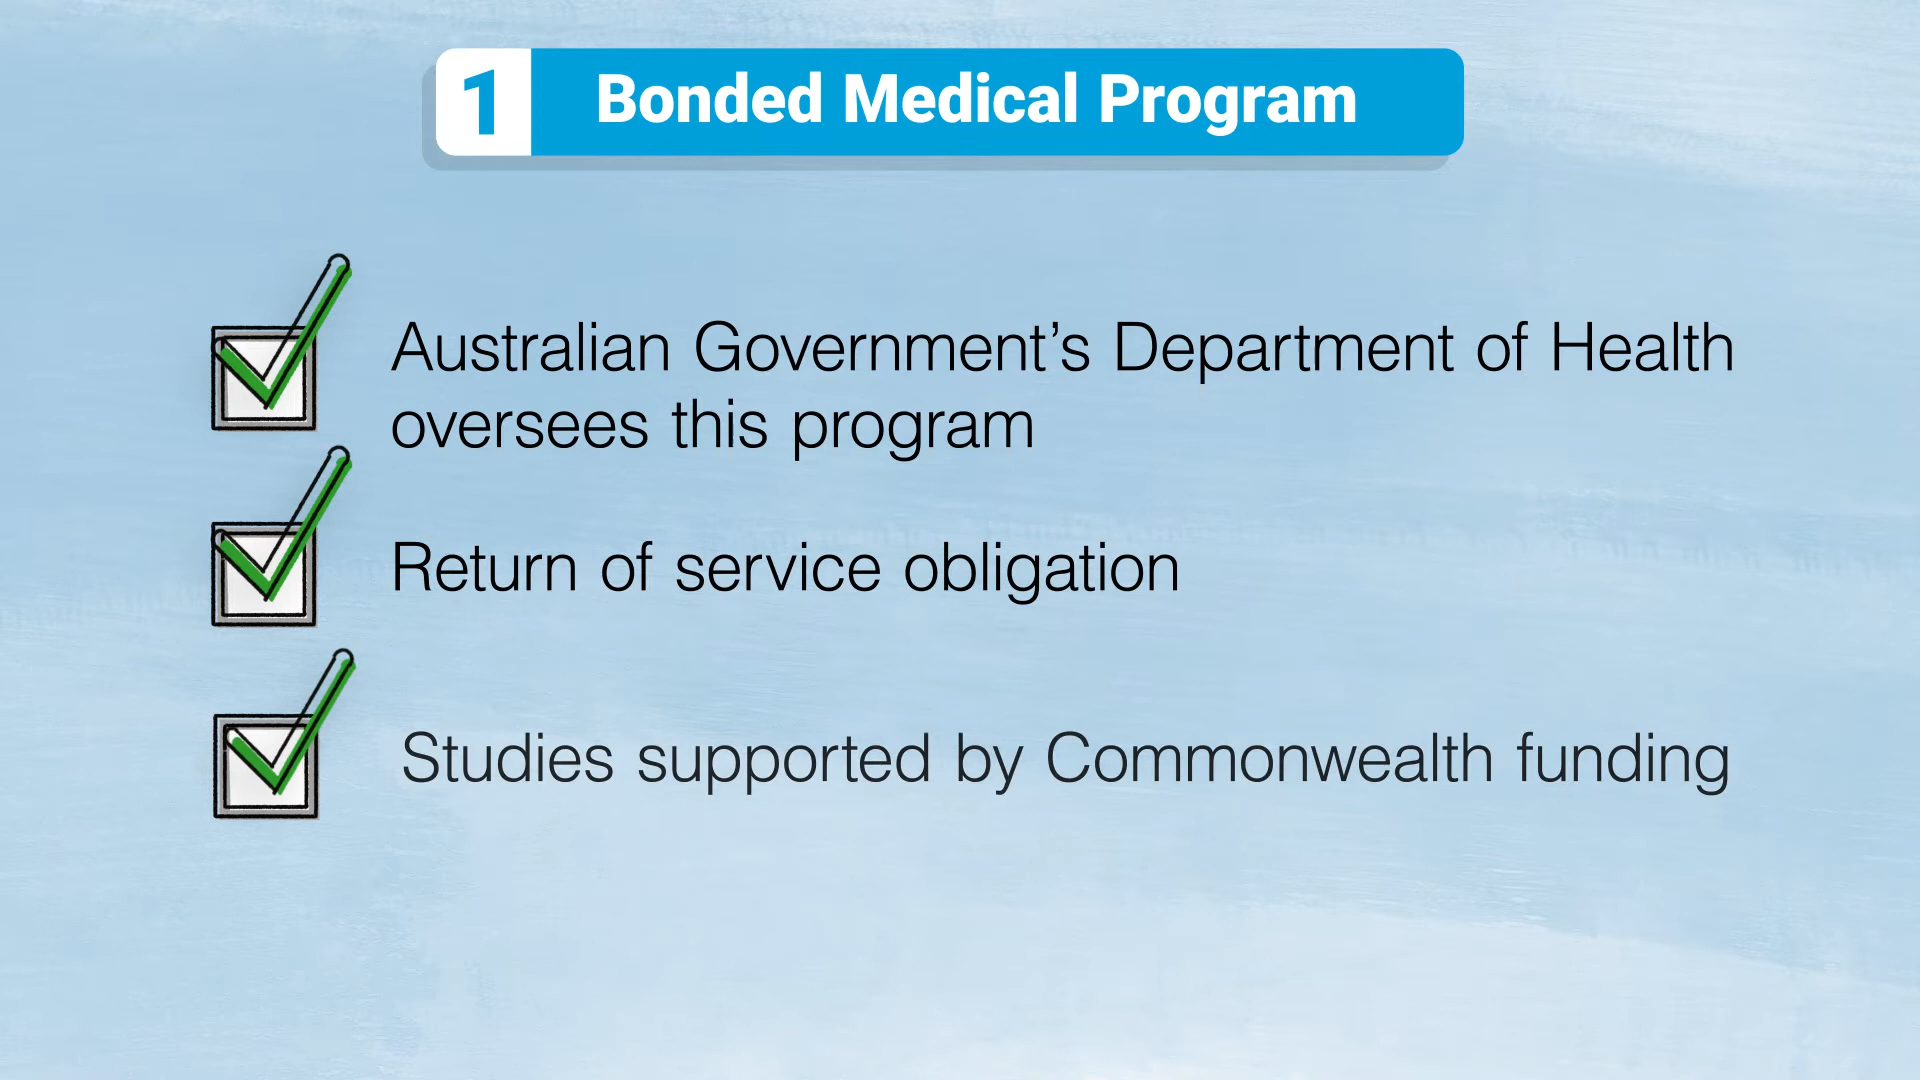 1 Bonded Medical Program
Australian Government’s Department of Health
oversees this program
Return of service obligation
Studies supported by Commonwealth funding